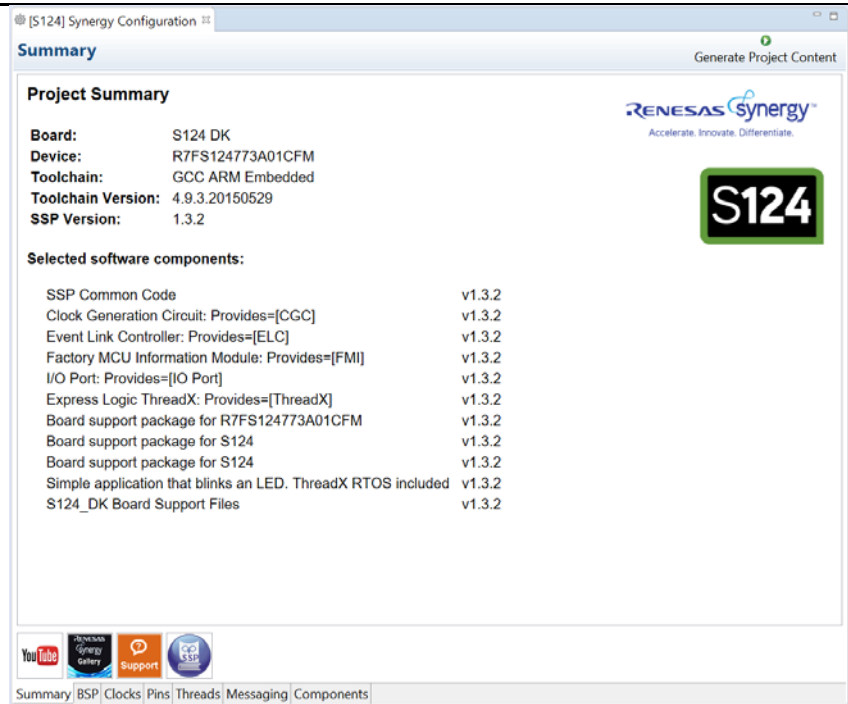 [S124] Synergy Configuration
Summary
Generate Project Content
Project Summary
RENESAS synergy™
Accelerate. Innovate. Differentiate.
Board: S124 DK
Device: R7FS124773A01CFM
Toolchain: GCC ARM Embedded
Toolchain Version: 4.9.3.20150529
SSP Version: 1.3.2
S124
Selected software components:
SSP Common Code v1.3.2
Clock Generation Circuit: Provides=[CGC] v1.3.2
Event Link Controller: Provides=[ELC] v1.3.2
Factory MCU Information Module: Provides=[FMI] v1.3.2
I/O Port: Provides=[IO Port] v1.3.2
Express Logic ThreadX: Provides=[ThreadX] v1.3.2
Board support package for R7FS124773A01CFM v1.3.2
Board support package for S124 v1.3.2
Board support package for S124 v1.3.2
Simple application that blinks an LED. ThreadX RTOS included v1.3.2
S124_DK Board Support Files v1.3.2
YouTube
RENESAS
Synergy
Gallery
Support
SSP
Summary BSP Clocks Pins Threads Messaging Components